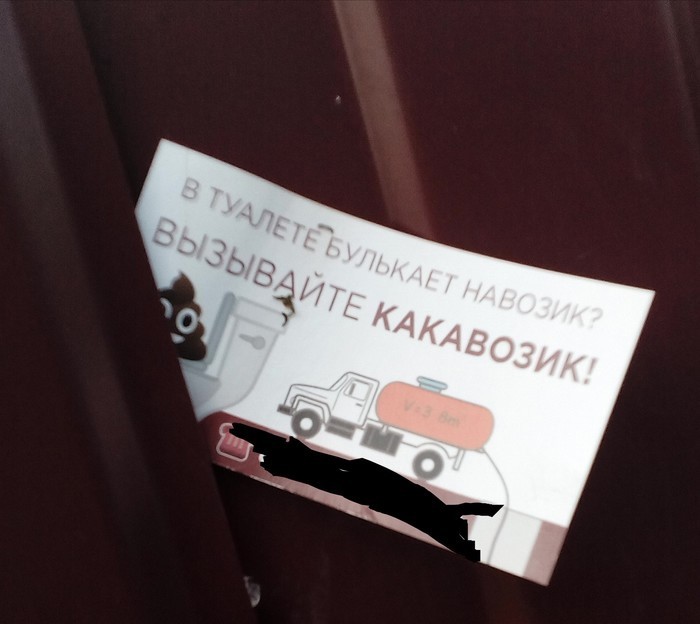 В ТУАЛЕТЕ БУЛЬКАЕТ НАВОЗИК?
ВЫЗЫВАЙТЕ КАКАВОЗИК!